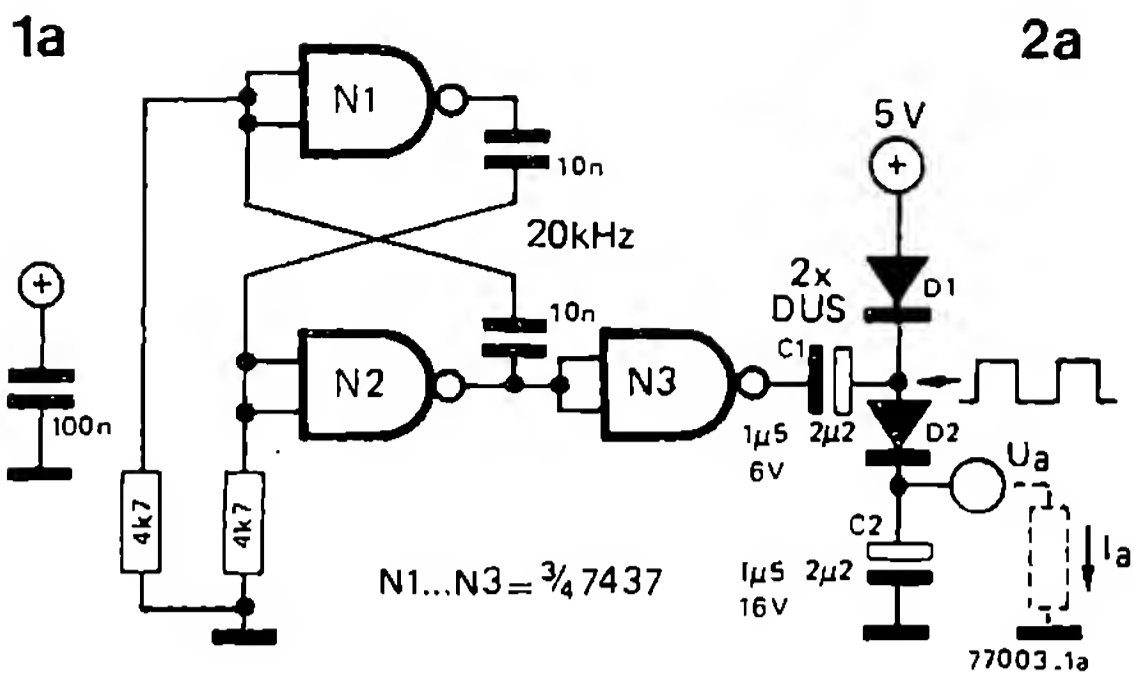 1a
2a
N1
10n
5 V
+
20kHz
D1
2x
DUS
+
10n
C1
N2
N3
100n
1µ5 2µ2
6V
D2
Ua
4k7
4k7
C2
Ia
N1...N3 = ¾ 7437
1µ5 2µ2
16V
77003.1a